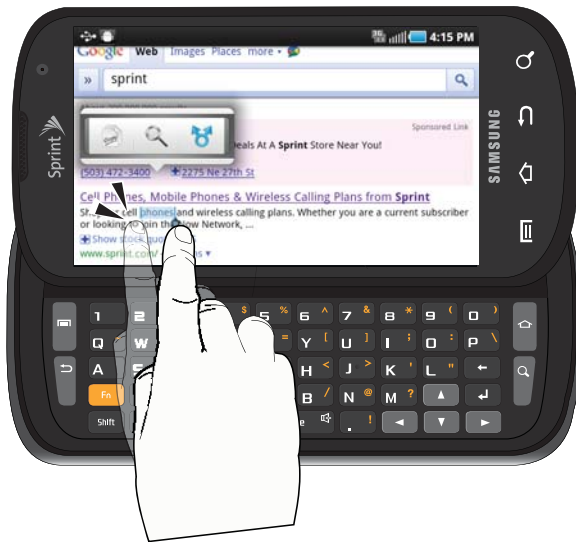 3G 4:15 PM
Google Web Images Places more
» sprint
Sponsored Link
Deals At A Sprint Store Near You!
(503) 472-3400 2275 Ne 27th St
Cell Phones, Mobile Phones & Wireless Calling Plans from Sprint
cell phones and wireless calling plans. Whether you are a current subscriber
or looking to join the Now Network, ...
Show stock quo
www.sprint.com/
Sprint
SAMSUNG
1 2 $ 5 % 6 ^ 7 & 8 * 9 ( 0 )
Q W = Y [ U ] I ; O : P \
A H < J > K ' L "
Fn B / N @ M ?
Shift . !